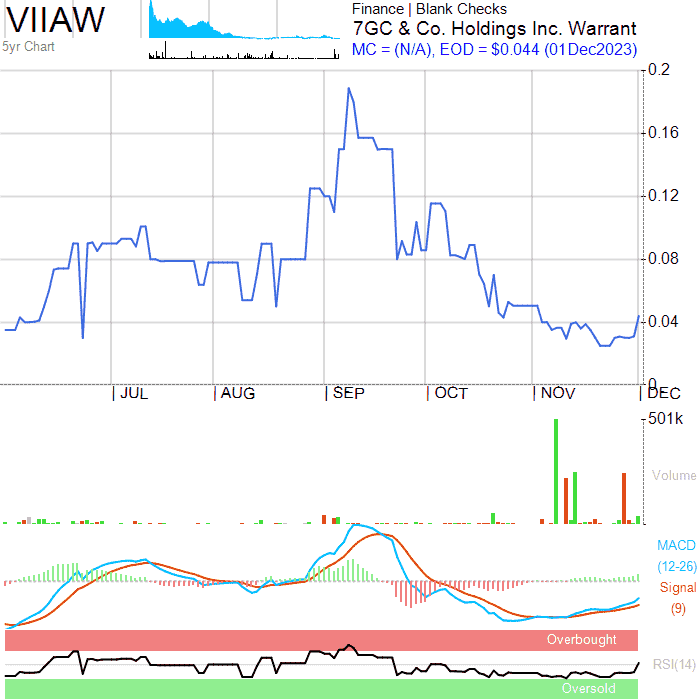 VIIAW
5yr Chart
Finance | Blank Checks
7GC & Co. Holdings Inc. Warrant
MC = (N/A), EOD = $0.044 (01Dec2023)
0.2
0.16
0.12
0.08
0.04
0
JUL AUG SEP OCT NOV DEC
501k
Volume
MACD
(12-26)
Signal
(9)
Overbought
RSI(14)
Oversold